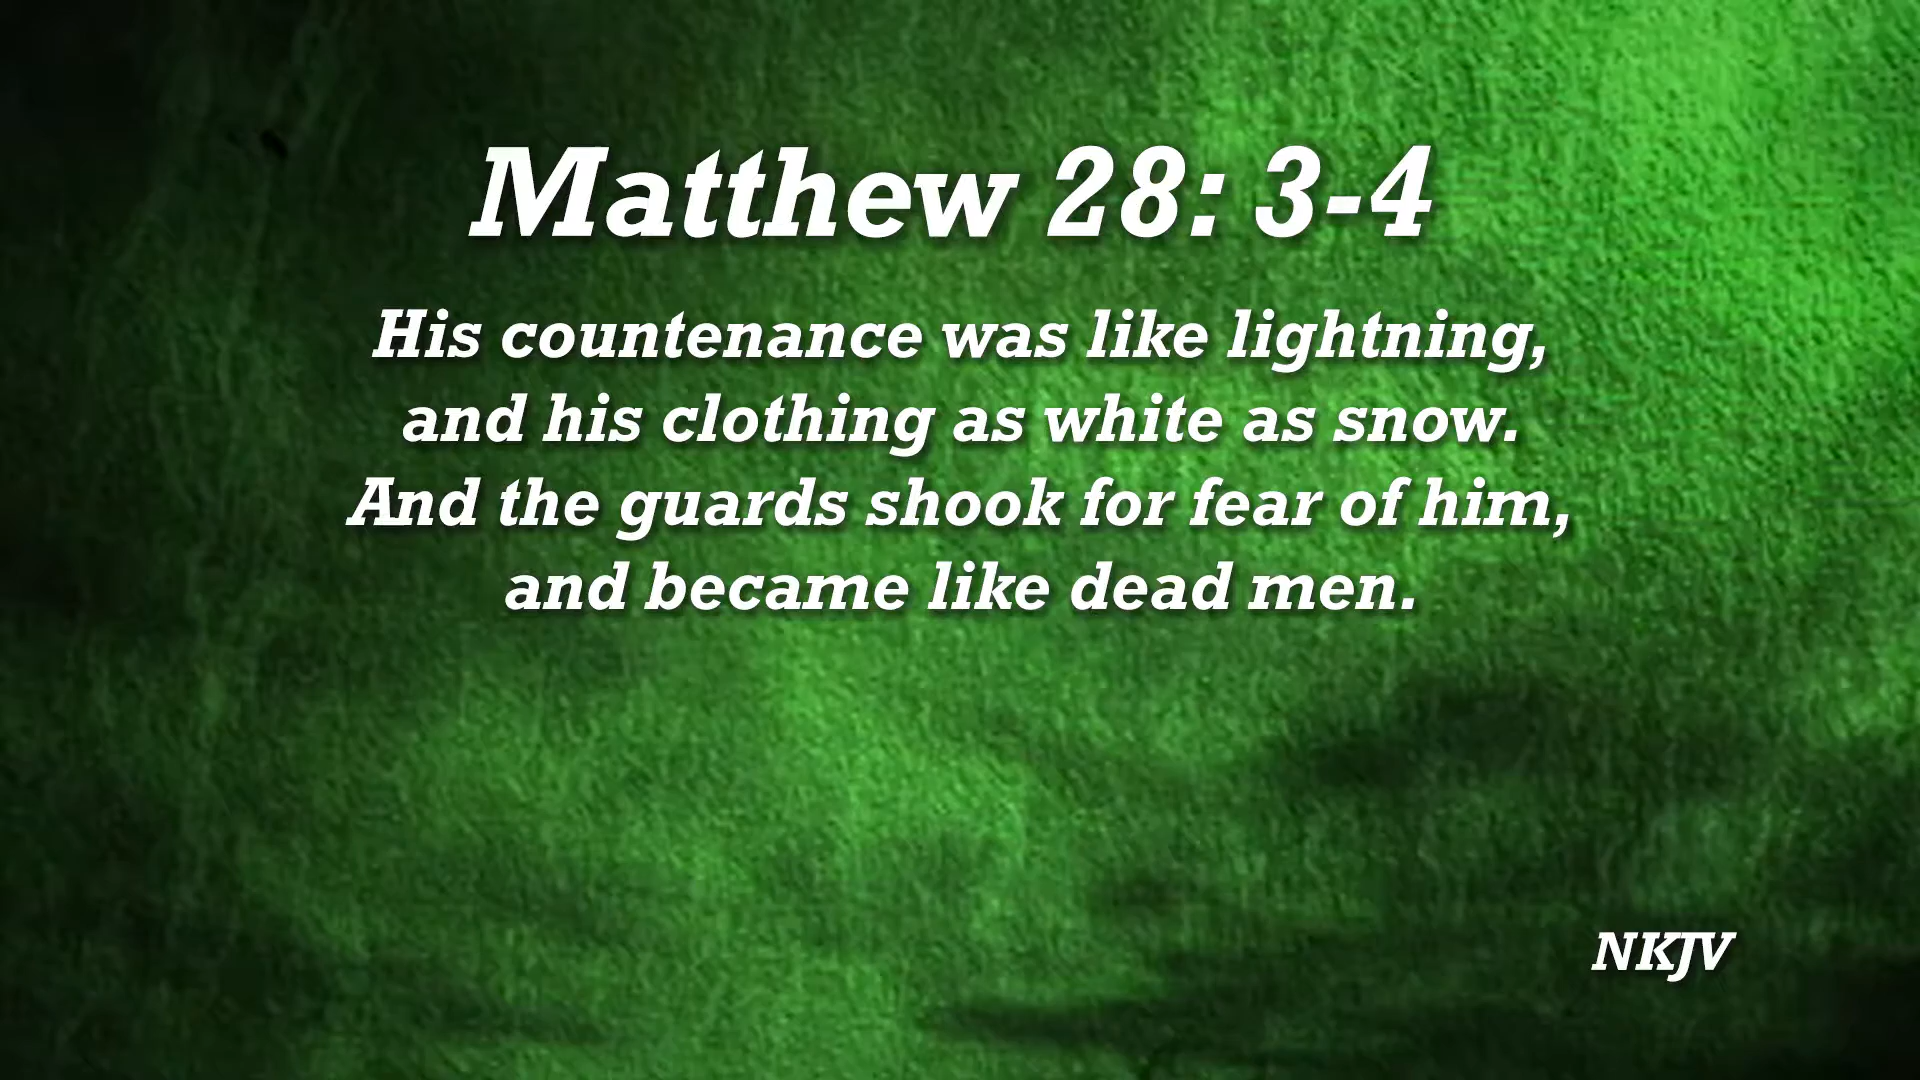 Matthew 28: 3-4
His countenance was like lightning,
and his clothing as white as snow.
And the guards shook for fear of him,
and became like dead men.
NKJV